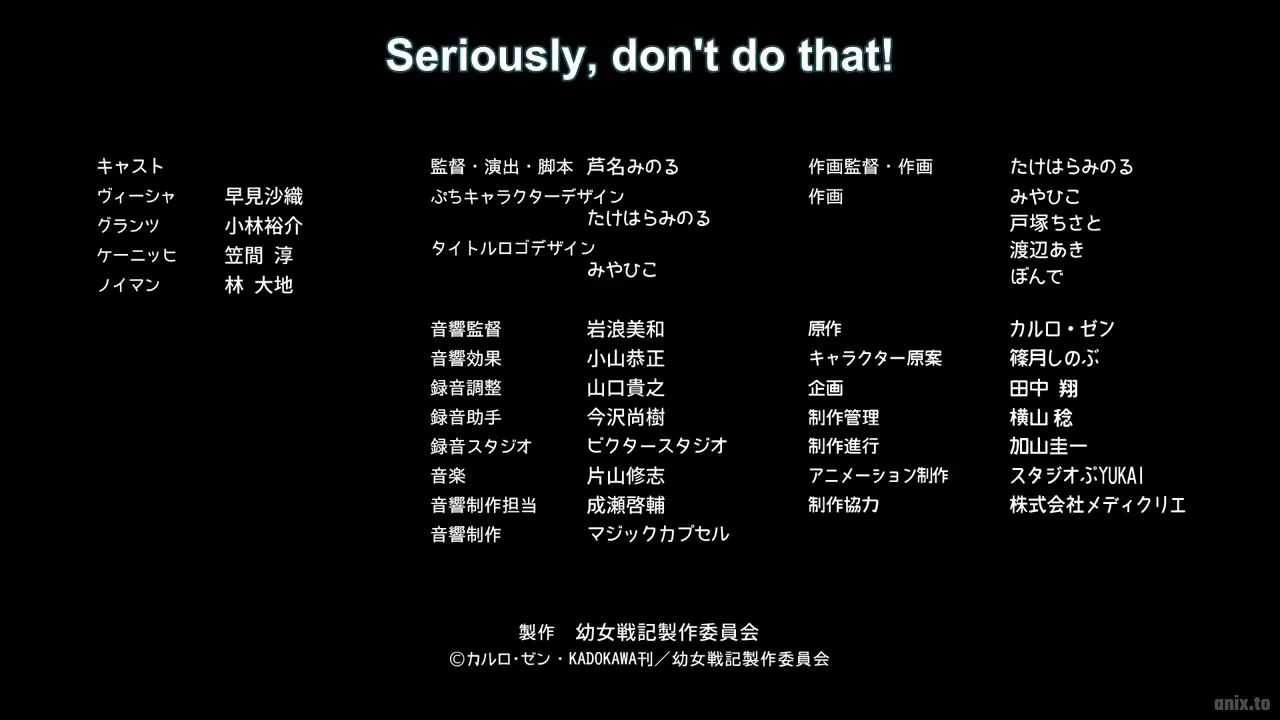 Seriously, don't do that!
キャスト
ヴィーシャ 早見沙織
グランツ 小林裕介
ケーニッヒ 笠間 淳
ノイマン 林 大地
監督・演出・脚本 芦名みのる
ぷちキャラクターデザイン
たけはらみのる
タイトルロゴデザイン
みやひこ
作画監督・作画 たけはらみのる
作画 みやひこ
戸塚ちさと
渡辺あき
ぼんで
音響監督 岩浪美和
音響効果 小山恭正
録音調整 山口貴之
録音助手 今沢尚樹
録音スタジオ ビクタースタジオ
音楽 片山修志
音響制作担当 成瀬啓輔
音響制作 マジックカプセル
原作 カルロ・ゼン
キャラクター原案 篠月しのぶ
企画 田中 翔
制作管理 横山 稔
制作進行 加山圭一
アニメーション制作 スタジオぷYUKAI
制作協力 株式会社メディクリエ
製作 幼女戦記製作委員会
©カルロ・ゼン・KADOKAWA刊／幼女戦記製作委員会
anix.to